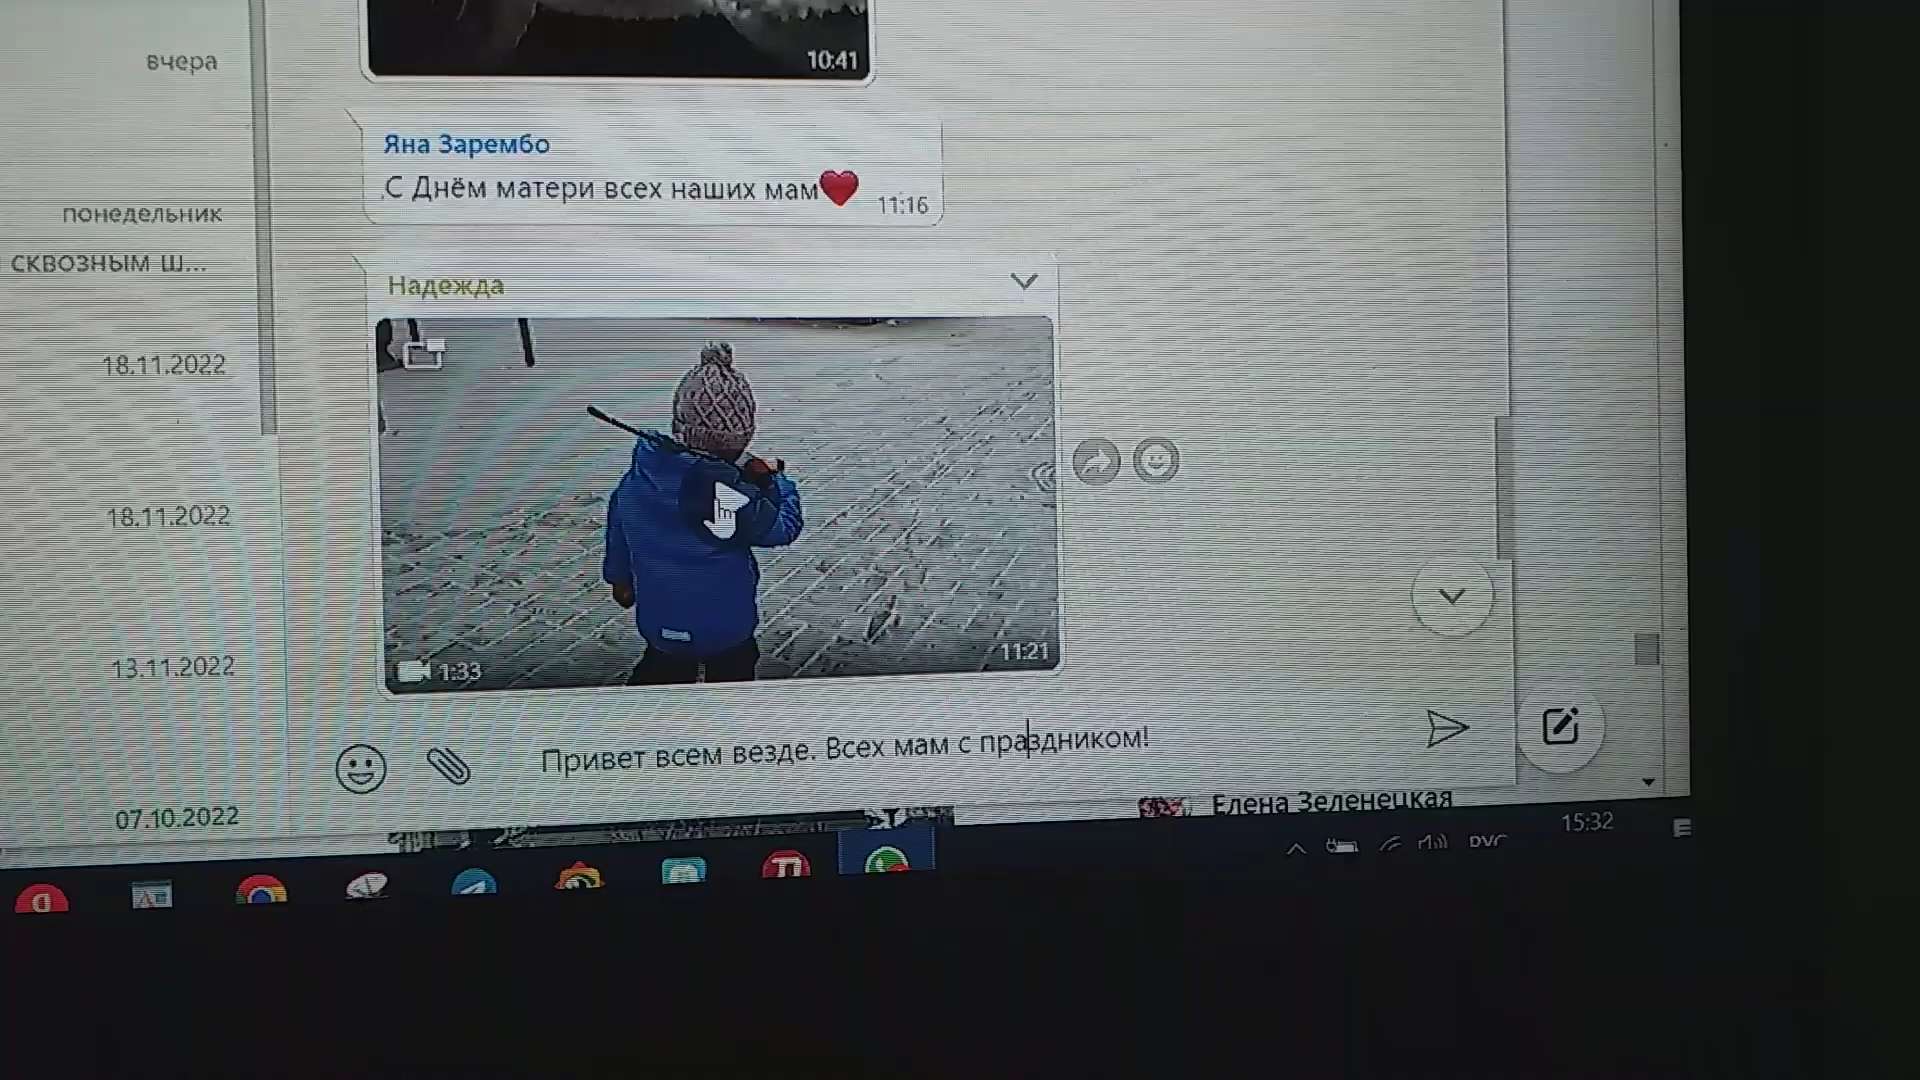 вчера
понедельник
сквозным ш...
18.11.2022
18.11.2022
13.11.2022
07.10.2022
10:41
Яна Зарембо
С Днём матери всех наших мам❤
11:16
Надежда
1:33
11:21
Привет всем везде. Всех мам с праздником!
Елена Зеленецкая
15:32